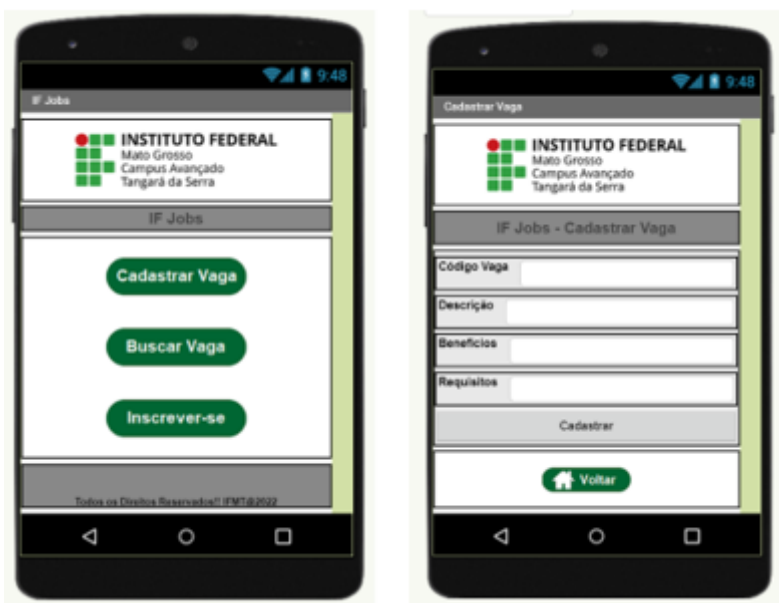 9:48
IF Jobs
INSTITUTO FEDERAL
Mato Grosso
Campus Avançado
Tangará da Serra
IF Jobs
Cadastrar Vaga
Buscar Vaga
Inscrever-se
Todos os Direitos Reservados!! IFMT@2022
9:48
Cadastrar Vaga
INSTITUTO FEDERAL
Mato Grosso
Campus Avançado
Tangará da Serra
IF Jobs - Cadastrar Vaga
Código Vaga
Descrição
Beneficios
Requisitos
Cadastrar
Voltar